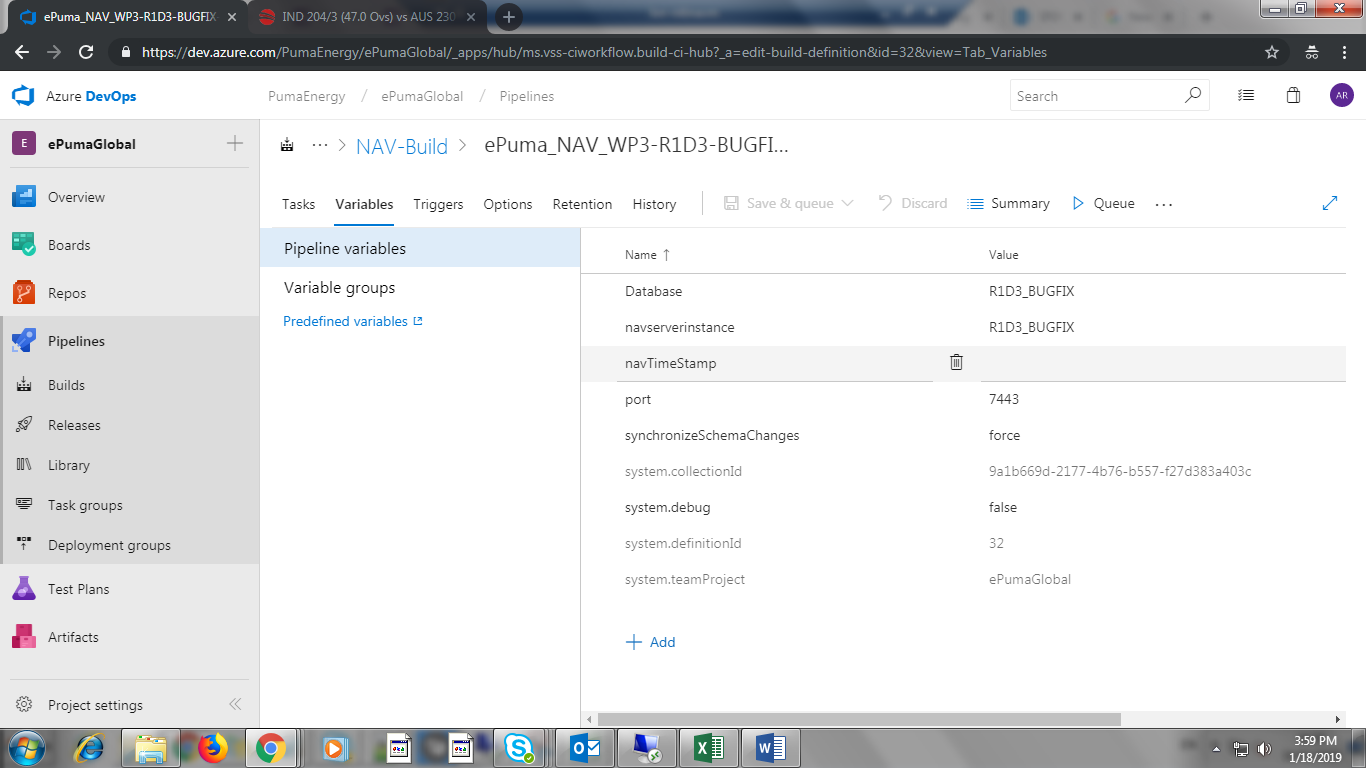 ePuma_NAV_WP3-R1D3-BUGFIX
IND 204/3 (47.0 Ovs) vs AUS 230
https://dev.azure.com/PumaEnergy/ePumaGlobal/_apps/hub/ms.vss-ciworkflow.build-ci-hub?_a=edit-build-definition&id=32&view=Tab_Variables
Azure DevOps
PumaEnergy / ePumaGlobal / Pipelines
Search
AR
E ePumaGlobal
··· > NAV-Build > ePuma_NAV_WP3-R1D3-BUGFI...
Overview
Boards
Repos
Pipelines
Builds
Releases
Library
Task groups
Deployment groups
Test Plans
Artifacts
Project settings
Tasks Variables Triggers Options Retention History Save & queue Discard Summary Queue ...
Pipeline variables
Variable groups
Predefined variables
Name ↑ Value
Database R1D3_BUGFIX
navserverinstance R1D3_BUGFIX
navTimeStamp
port 7443
synchronizeSchemaChanges force
system.collectionId 9a1b669d-2177-4b76-b557-f27d383a403c
system.debug false
system.definitionId 32
system.teamProject ePumaGlobal
+ Add
3:59 PM
1/18/2019